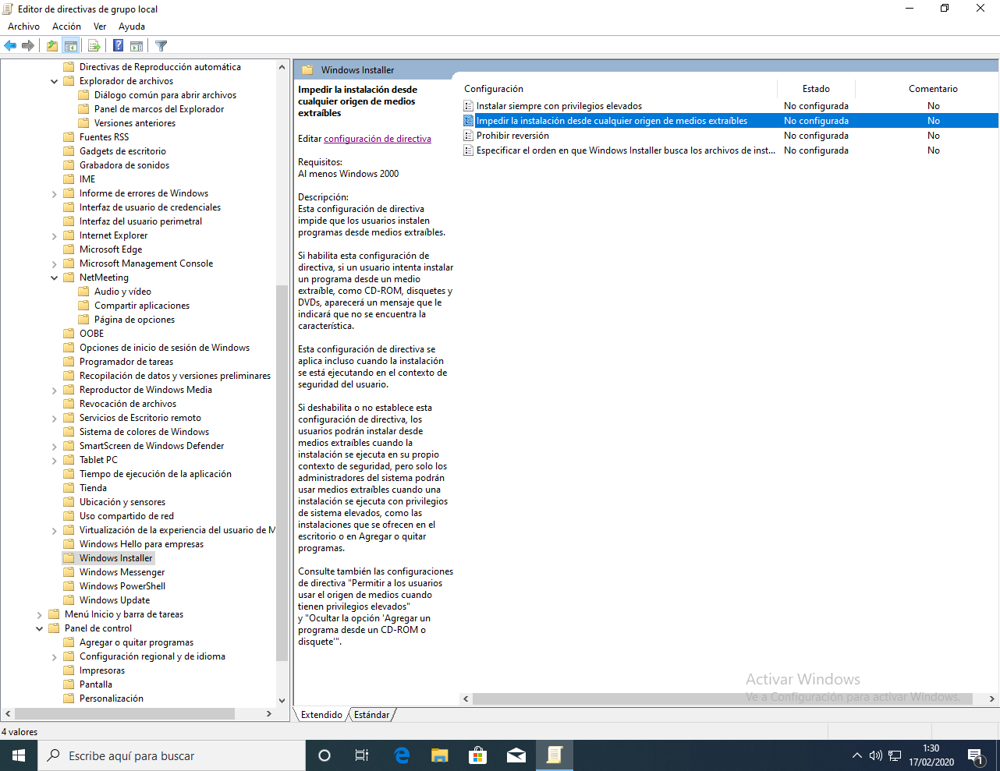 Editor de directivas de grupo local
Archivo Acción Ver Ayuda
Directivas de Reproducción automática
Explorador de archivos
Diálogo común para abrir archivos
Panel de marcos del Explorador
Versiones anteriores
Fuentes RSS
Gadgets de escritorio
Grabadora de sonidos
IME
Informe de errores de Windows
Interfaz de usuario de credenciales
Interfaz del usuario perimetral
Internet Explorer
Microsoft Edge
Microsoft Management Console
NetMeeting
Audio y vídeo
Compartir aplicaciones
Página de opciones
OOBE
Opciones de inicio de sesión de Windows
Programador de tareas
Recopilación de datos y versiones preliminares
Reproductor de Windows Media
Revocación de archivos
Servicios de Escritorio remoto
Sistema de colores de Windows
SmartScreen de Windows Defender
Tablet PC
Tiempo de ejecución de la aplicación
Tienda
Ubicación y sensores
Uso compartido de red
Virtualización de la experiencia del usuario de M
Windows Hello para empresas
Windows Installer
Windows Messenger
Windows PowerShell
Windows Update
Menú Inicio y barra de tareas
Panel de control
Agregar o quitar programas
Configuración regional y de idioma
Impresoras
Pantalla
Personalización
Windows Installer
Impedir la instalación desde
cualquier origen de medios
extraíbles
Editar configuración de directiva
Requisitos:
Al menos Windows 2000
Descripción:
Esta configuración de directiva
impide que los usuarios instalen
programas desde medios extraíbles.
Si habilita esta configuración de
directiva, si un usuario intenta instalar
un programa desde un medio
extraíble, como CD-ROM, disquetes y
DVDs, aparecerá un mensaje que le
indicará que no se encuentra la
característica.
Esta configuración de directiva se
aplica incluso cuando la instalación
se está ejecutando en el contexto de
seguridad del usuario.
Si deshabilita o no establece esta
configuración de directiva, los
usuarios podrán instalar desde
medios extraíbles cuando la
instalación se ejecuta en su propio
contexto de seguridad, pero solo los
administradores del sistema podrán
usar medios extraíbles cuando una
instalación se ejecuta con privilegios
de sistema elevados, como las
instalaciones que se ofrecen en el
escritorio o en Agregar o quitar
programas.
Consulte también las configuraciones
de directiva "Permitir a los usuarios
usar el origen de medios cuando
tienen privilegios elevados"
y "Ocultar la opción 'Agregar un
programa desde un CD-ROM o
disquete'".
Configuración Estado Comentario
Instalar siempre con privilegios elevados No configurada No
Impedir la instalación desde cualquier origen de medios extraíbles No configurada No
Prohibir reversión No configurada No
Especificar el orden en que Windows Installer busca los archivos de inst... No configurada No
Activar Windows
Ve a Configuración para activar Windows.
Extendido Estándar
4 valores
Escribe aquí para buscar
1:30
17/02/2020
1